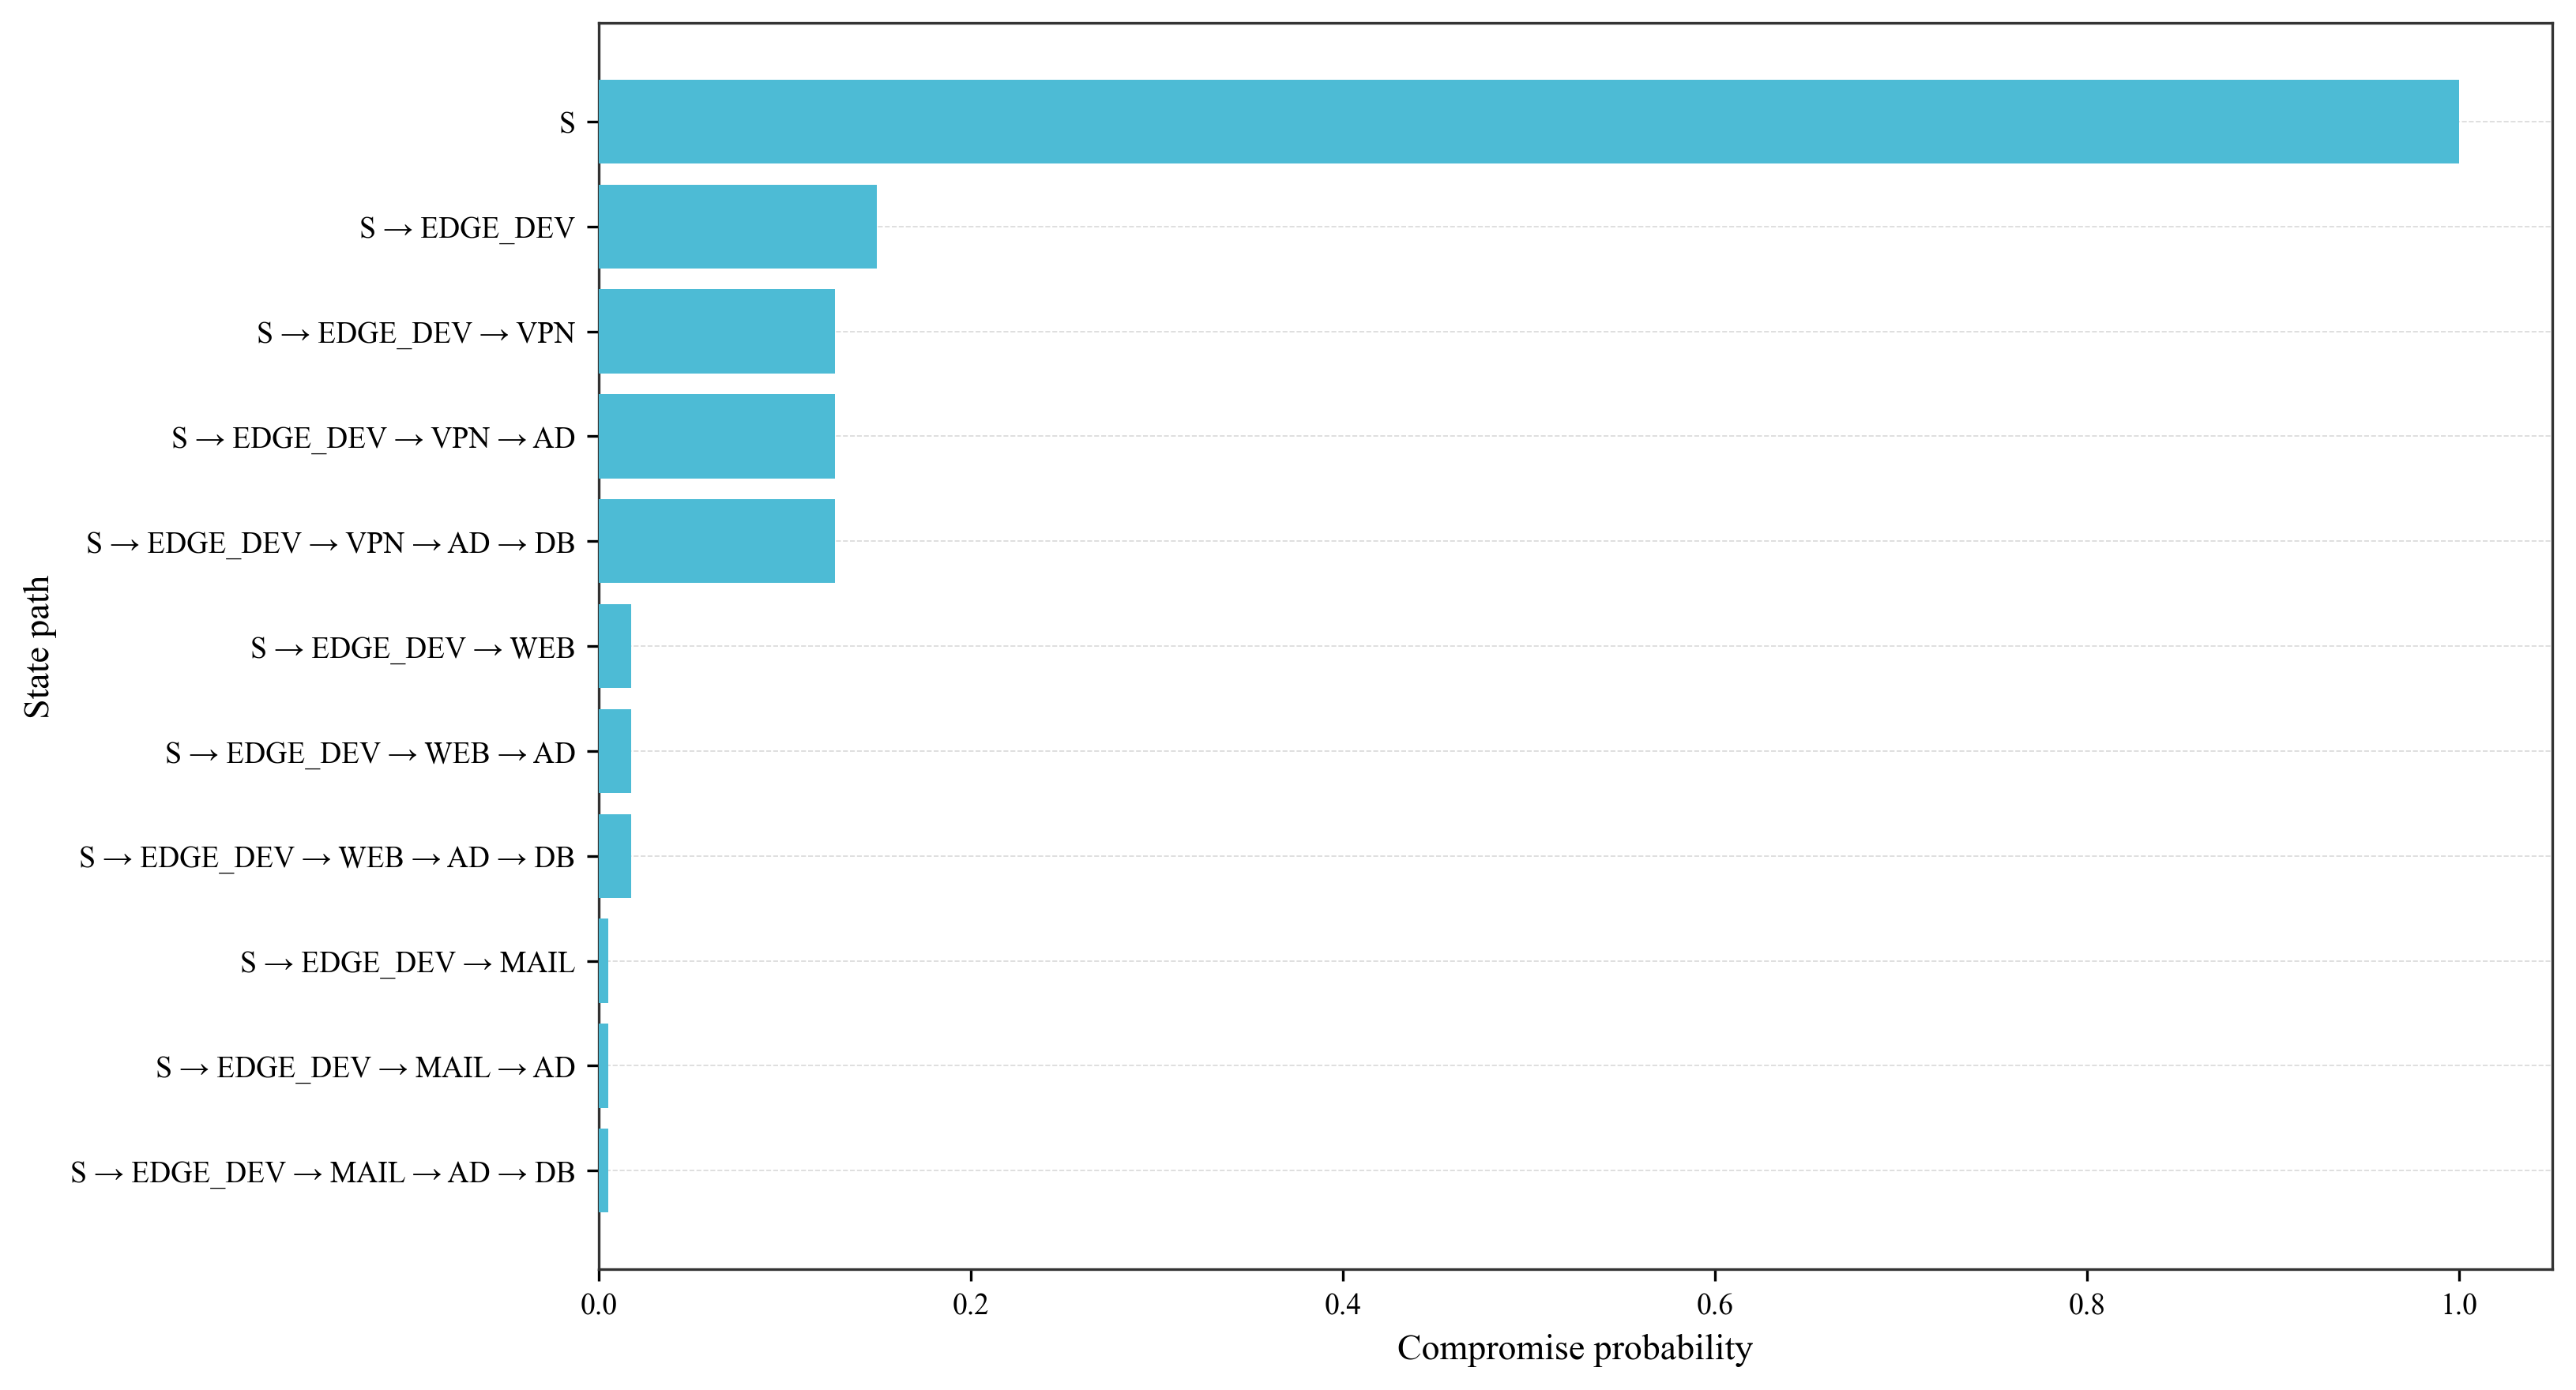 S
S → EDGE_DEV
S → EDGE_DEV → VPN
S → EDGE_DEV → VPN → AD
S → EDGE_DEV → VPN → AD → DB
S → EDGE_DEV → WEB
S → EDGE_DEV → WEB → AD
S → EDGE_DEV → WEB → AD → DB
S → EDGE_DEV → MAIL
S → EDGE_DEV → MAIL → AD
S → EDGE_DEV → MAIL → AD → DB
State path
0.0 0.2 0.4 0.6 0.8 1.0
Compromise probability